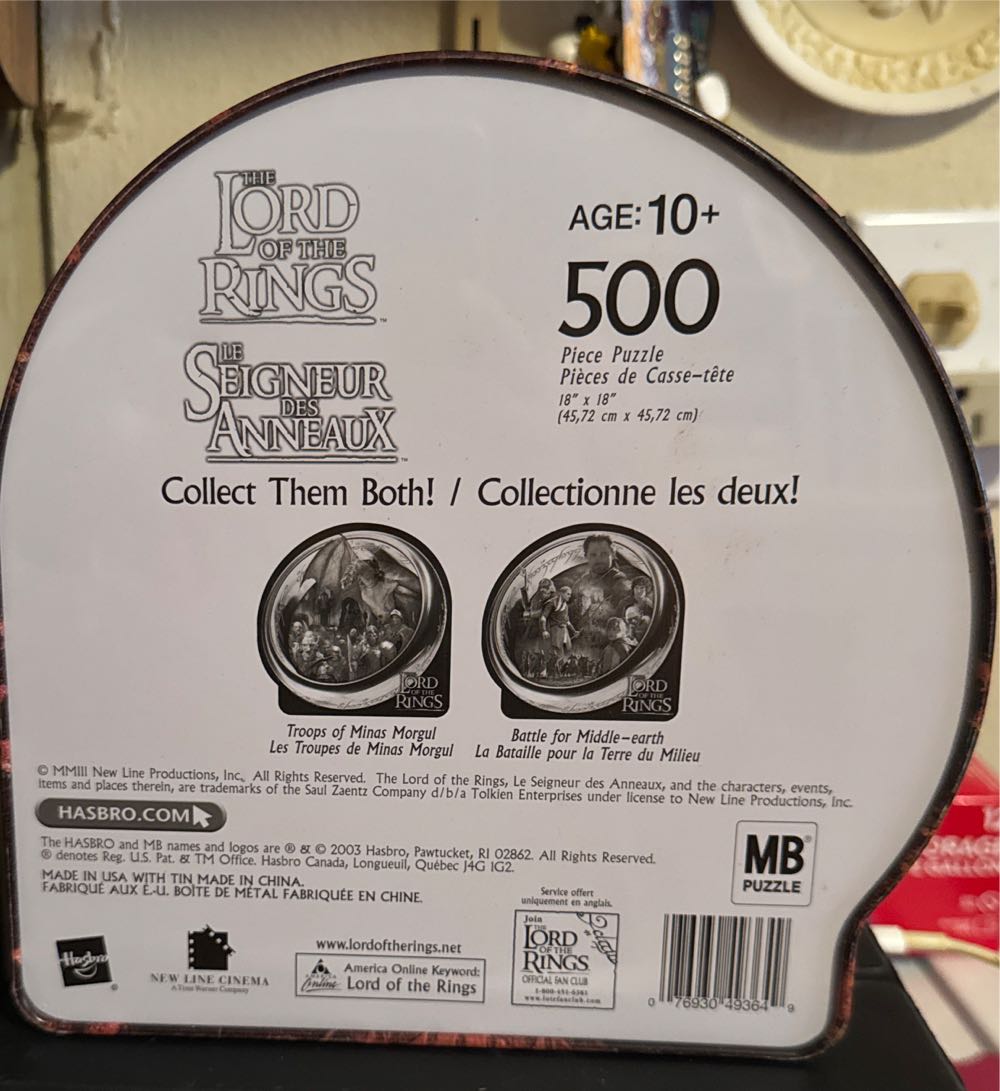 THE
LORD
OF THE
RINGS™
LE
SEIGNEUR
DES
ANNEAUX™
AGE: 10+
500
Piece Puzzle
Pièces de Casse-tête
18" x 18"
(45,72 cm x 45,72 cm)
Collect Them Both! / Collectionne les deux!
LORD
OF THE
RINGS
LORD
OF THE
RINGS
Troops of Minas Morgul
Les Troupes de Minas Morgul
Battle for Middle-earth
La Bataille pour la Terre du Milieu
© MMIII New Line Productions, Inc. All Rights Reserved. The Lord of the Rings, Le Seigneur des Anneaux, and the characters, events,
items and places therein, are trademarks of the Saul Zaentz Company d/b/a Tolkien Enterprises under license to New Line Productions, Inc.
HASBRO.COM
The HASBRO and MB names and logos are ® & © 2003 Hasbro, Pawtucket, RI 02862. All Rights Reserved.
® denotes Reg. U.S. Pat. & TM Office. Hasbro Canada, Longueuil, Québec J4G 1G2.
MADE IN USA WITH TIN MADE IN CHINA.
FABRIQUÉ AUX É.-U. BOÎTE DE MÉTAL FABRIQUÉE EN CHINE.
MB®
PUZZLE
Service offert
uniquement en anglais.
Hasbro®
NEW LINE CINEMA
A Time Warner Company
www.lordoftherings.net
AMERICA
Online
America Online Keyword:
Lord of the Rings
Join
THE
LORD
OF THE
RINGS
Today
OFFICIAL FAN CLUB
www.lotrfanclub.com
0 76930 49364 9